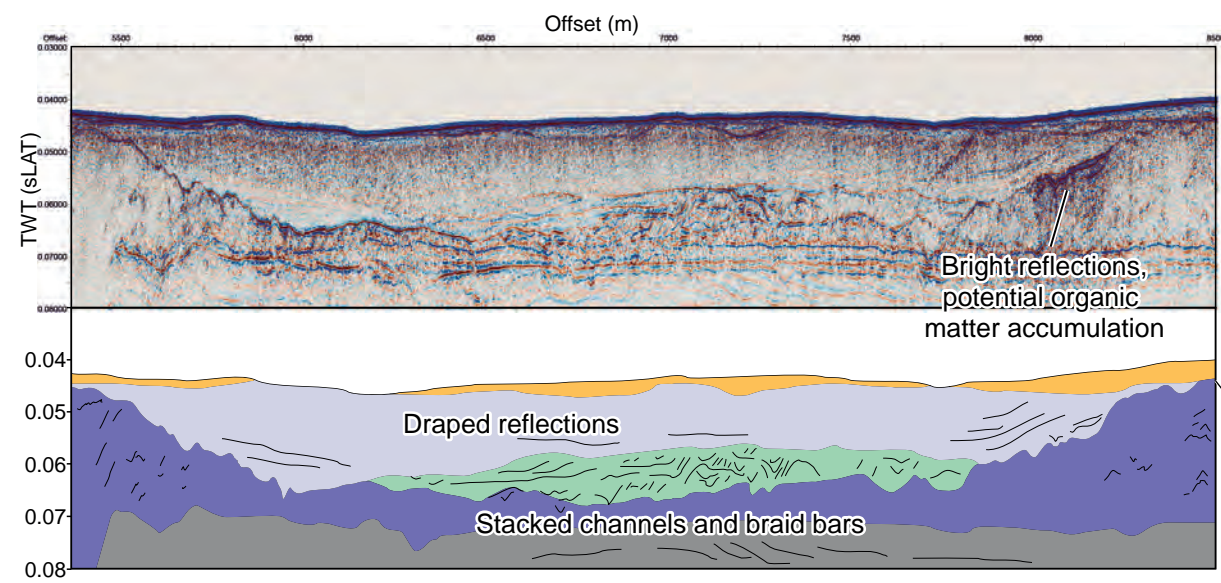 Offset (m)
Offset: 5500 6000 6500 7000 7500 8000 8500
0.03000
0.04000
0.05000
0.06000
0.07000
0.08000
TWT (sLAT)
Bright reflections,
potential organic
matter accumulation
0.04
0.05
0.06
0.07
0.08
Draped reflections
Stacked channels and braid bars